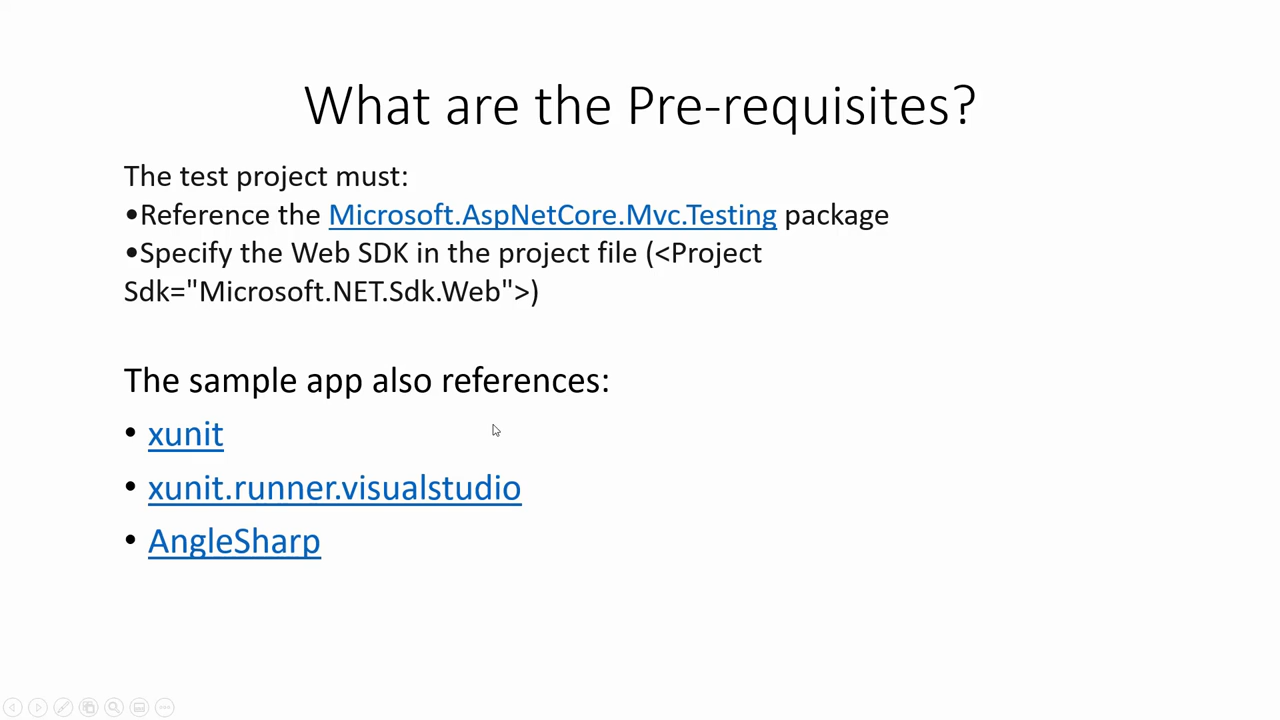 What are the Pre-requisites?
The test project must:
•Reference the Microsoft.AspNetCore.Mvc.Testing package
•Specify the Web SDK in the project file (<Project
Sdk="Microsoft.NET.Sdk.Web">)
The sample app also references:
• xunit
• xunit.runner.visualstudio
• AngleSharp